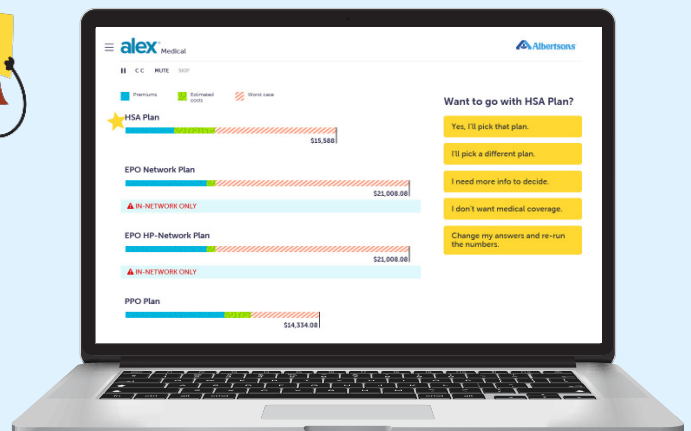 alex Medical
Albertsons
CC MUTE SKIP
Premiums
Estimated
costs
Worst case
HSA Plan
$15,588
EPO Network Plan
$21,008.08
IN-NETWORK ONLY
EPO HP-Network Plan
$21,008.08
IN-NETWORK ONLY
PPO Plan
$14,334.08
Want to go with HSA Plan?
Yes, I'll pick that plan.
I'll pick a different plan.
I need more info to decide.
I don't want medical coverage.
Change my answers and re-run
the numbers.